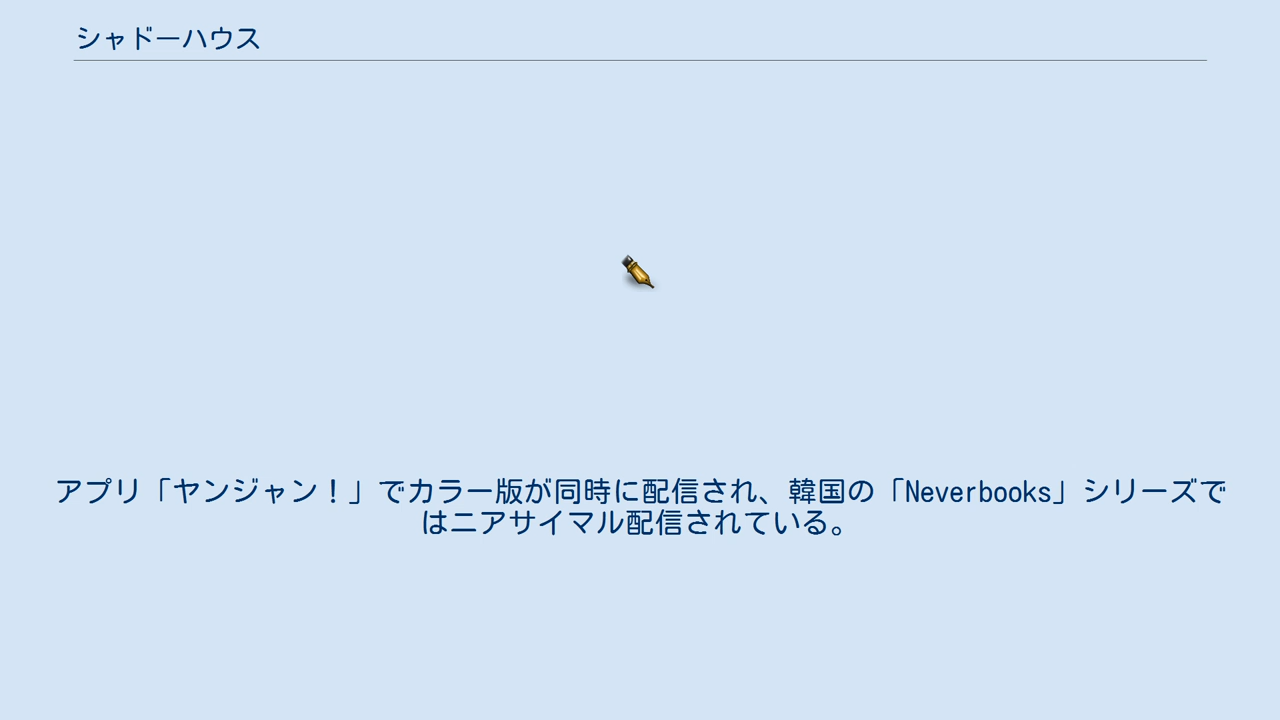 シャドーハウス
アプリ「ヤンジャン！」でカラー版が同時に配信され、韓国の「Neverbooks」シリーズで
はニアサイマル配信されている。